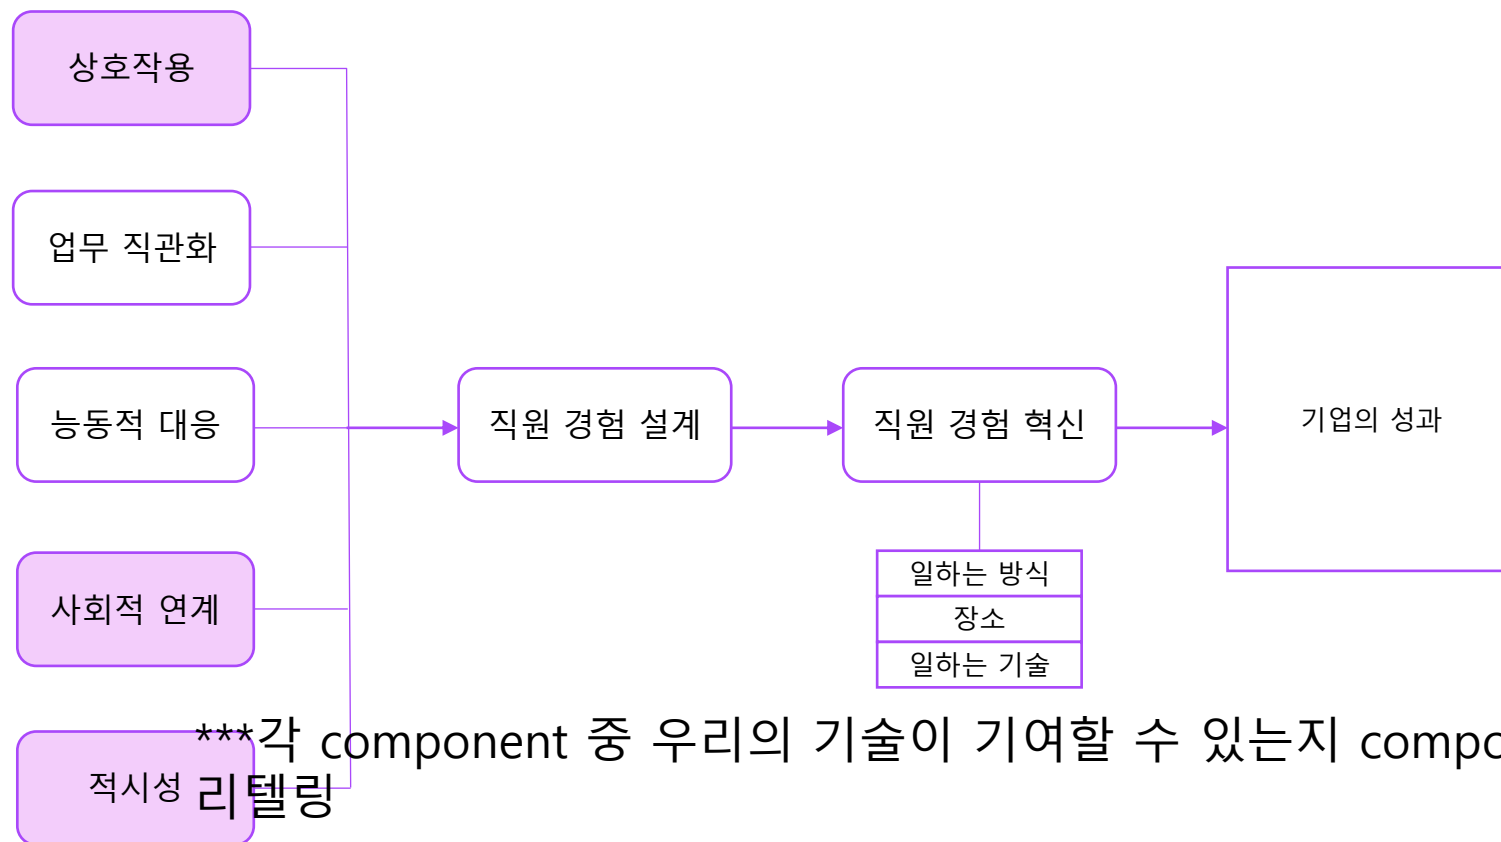 상호작용
업무 직관화
능동적 대응
사회적 연계
적시성
직원 경험 설계
직원 경험 혁신
일하는 방식
장소
일하는 기술
기업의 성과
***각 component 중 우리의 기술이 기여할 수 있는지 compo
리텔링